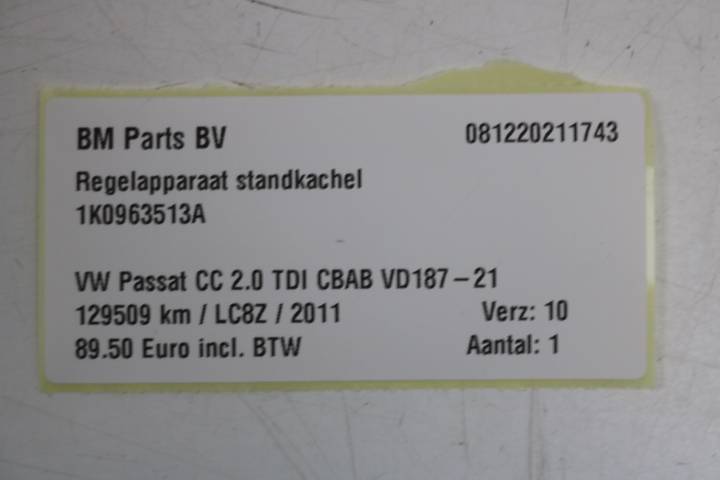 BM Parts BV 081220211743
Regelapparaat standkachel
1K0963513A
VW Passat CC 2.0 TDI CBAB VD187-21
129509 km / LC8Z / 2011 Verz: 10
89.50 Euro incl. BTW Aantal: 1